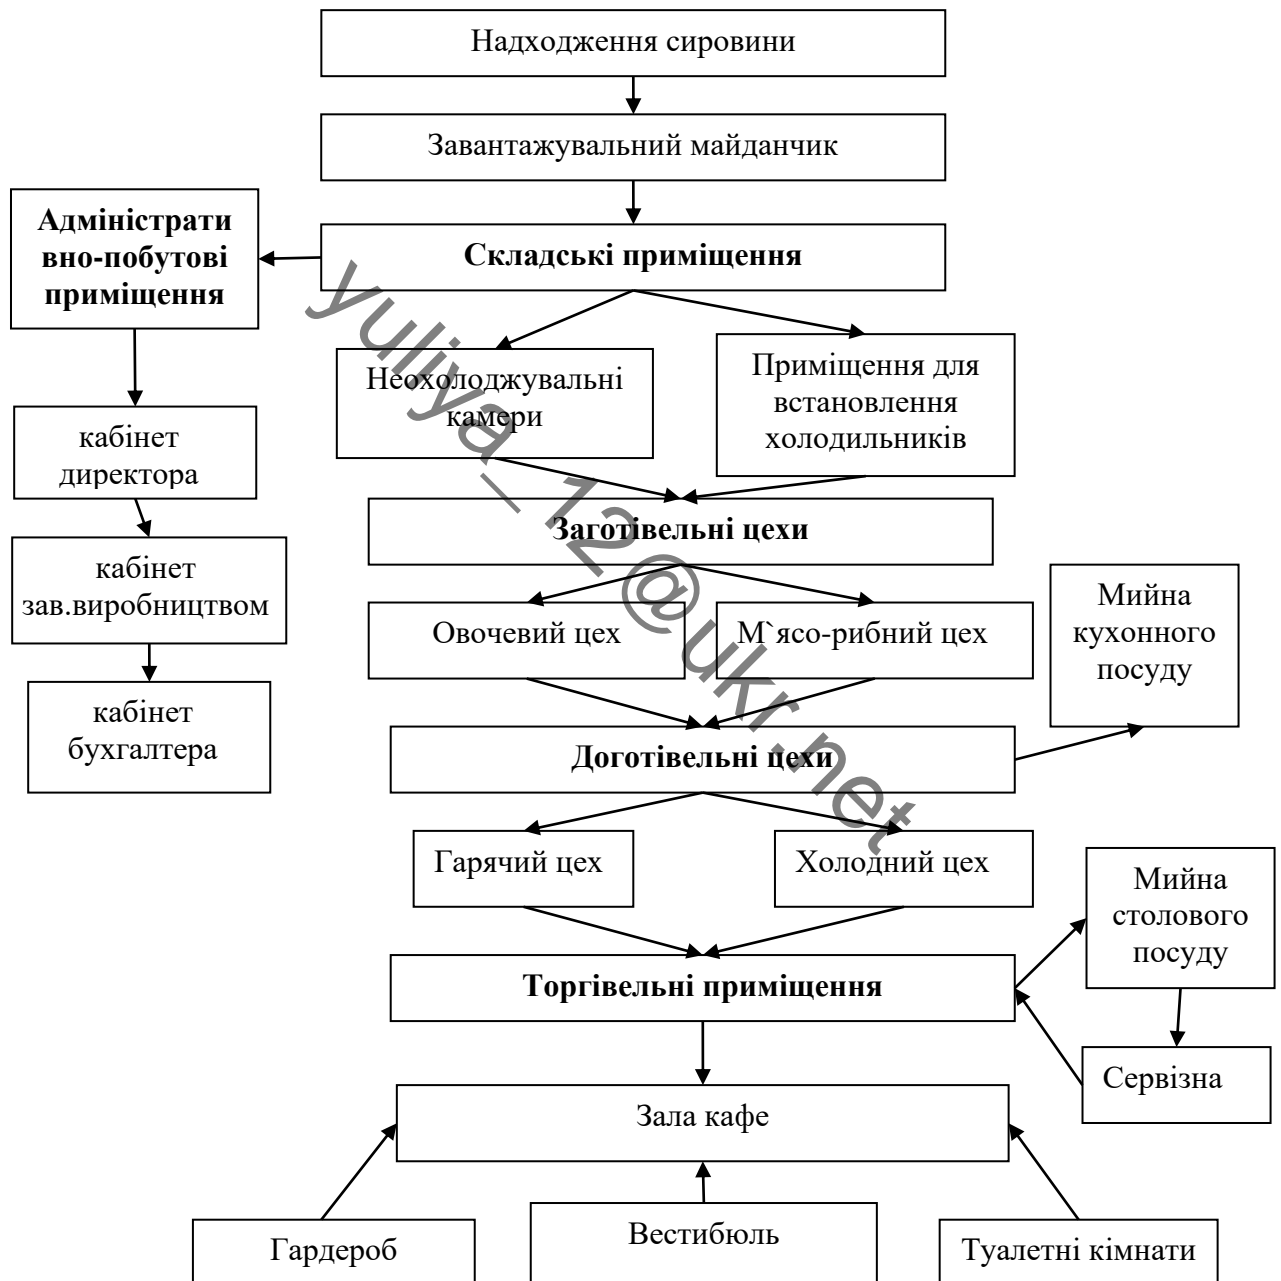 Надходження сировини
Завантажувальний майданчик
Адміністрати
вно-побутові
приміщення
Складські приміщення
Неохолоджувальні
камери
Приміщення для
встановлення
холодильників
кабінет
директора
Заготівельні цехи
кабінет
зав.виробництвом
Овочевий цех
М`ясо-рибний цех
Мийна
кухонного
посуду
кабінет
бухгалтера
Доготівельні цехи
Гарячий цех
Холодний цех
Мийна
столового
посуду
Торгівельні приміщення
Сервізна
Зала кафе
Гардероб
Вестибюль
Туалетні кімнати
yuliya_12@ukr.net